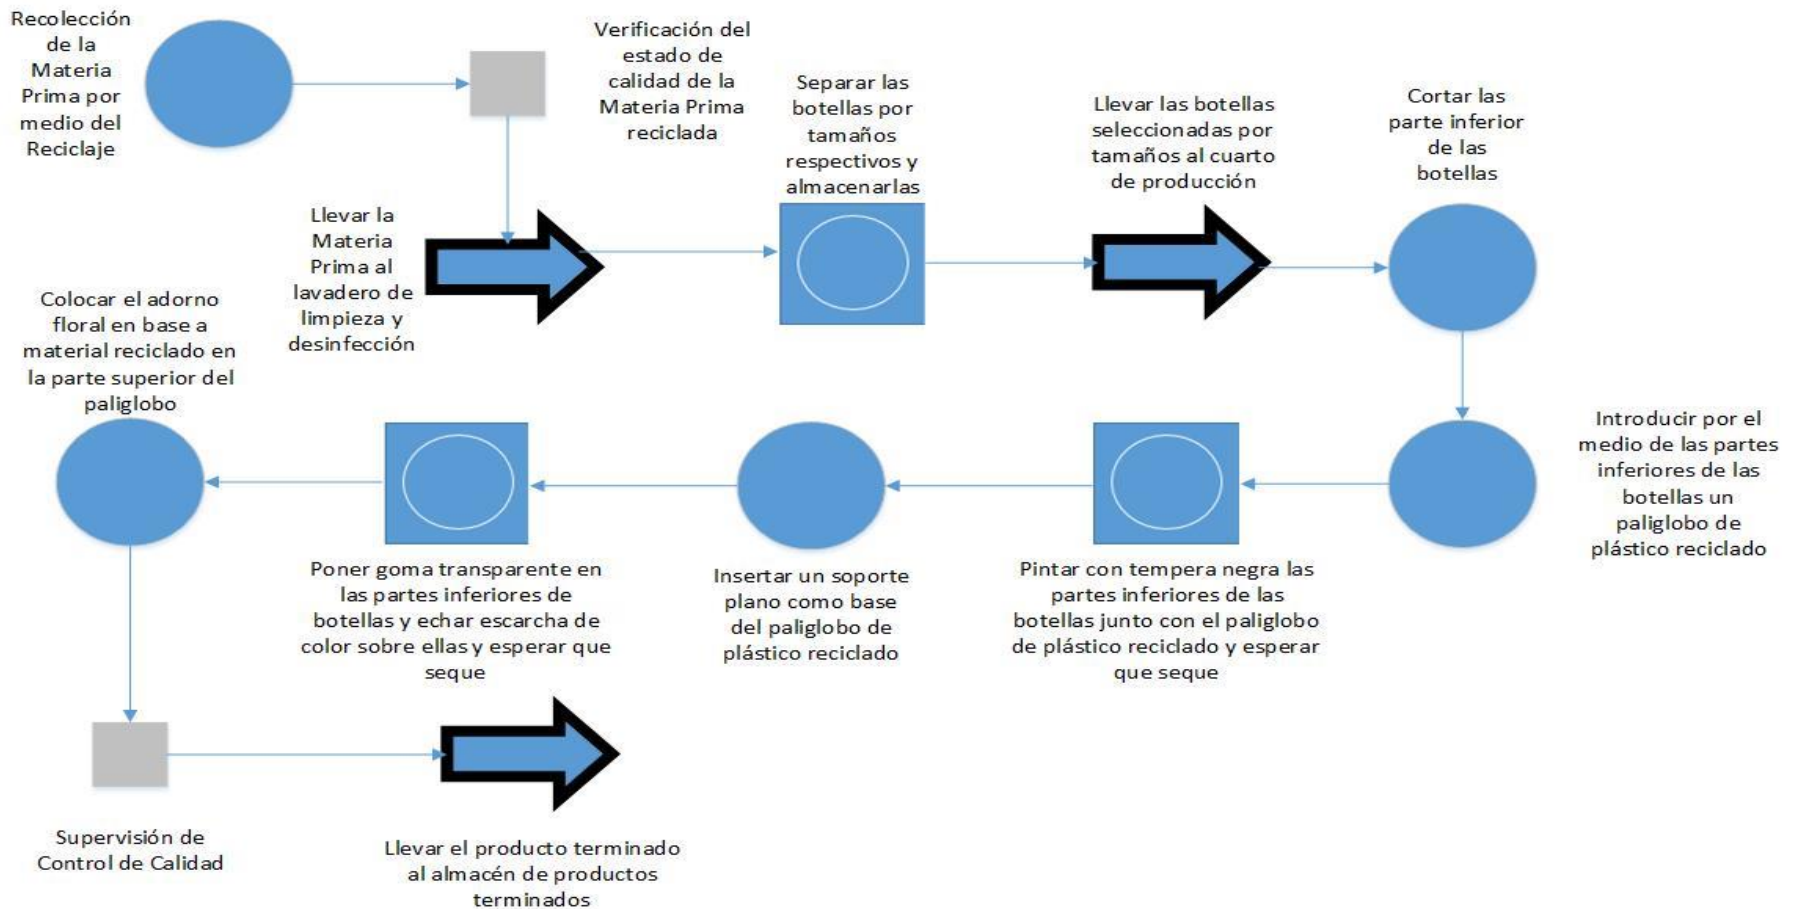 Recolección
de la
Materia
Prima por
medio del
Reciclaje
Verificación del
estado de
calidad de la
Materia Prima
reciclada
Llevar la
Materia
Prima al
lavadero de
limpieza y
desinfección
Separar las
botellas por
tamaños
respectivos y
almacenarlas
Llevar las botellas
seleccionadas por
tamaños al cuarto
de producción
Cortar las
parte inferior
de las
botellas
Introducir por el
medio de las partes
inferiores de las
botellas un
paliglobo de
plástico reciclado
Pintar con tempera negra las
partes inferiores de las
botellas junto con el paliglobo
de plástico reciclado y esperar
que seque
Insertar un soporte
plano como base
del paliglobo de
plástico reciclado
Poner goma transparente en
las partes inferiores de
botellas y echar escarcha de
color sobre ellas y esperar que
seque
Colocar el adorno
floral en base a
material reciclado en
la parte superior del
paliglobo
Supervisión de
Control de Calidad
Llevar el producto terminado
al almacén de productos
terminados